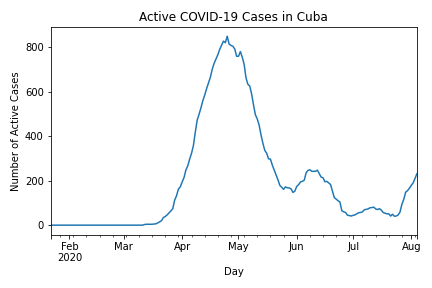 Active COVID-19 Cases in Cuba
800
600
400
200
0
Number of Active Cases
Feb Mar Apr May Jun Jul Aug
2020
Day